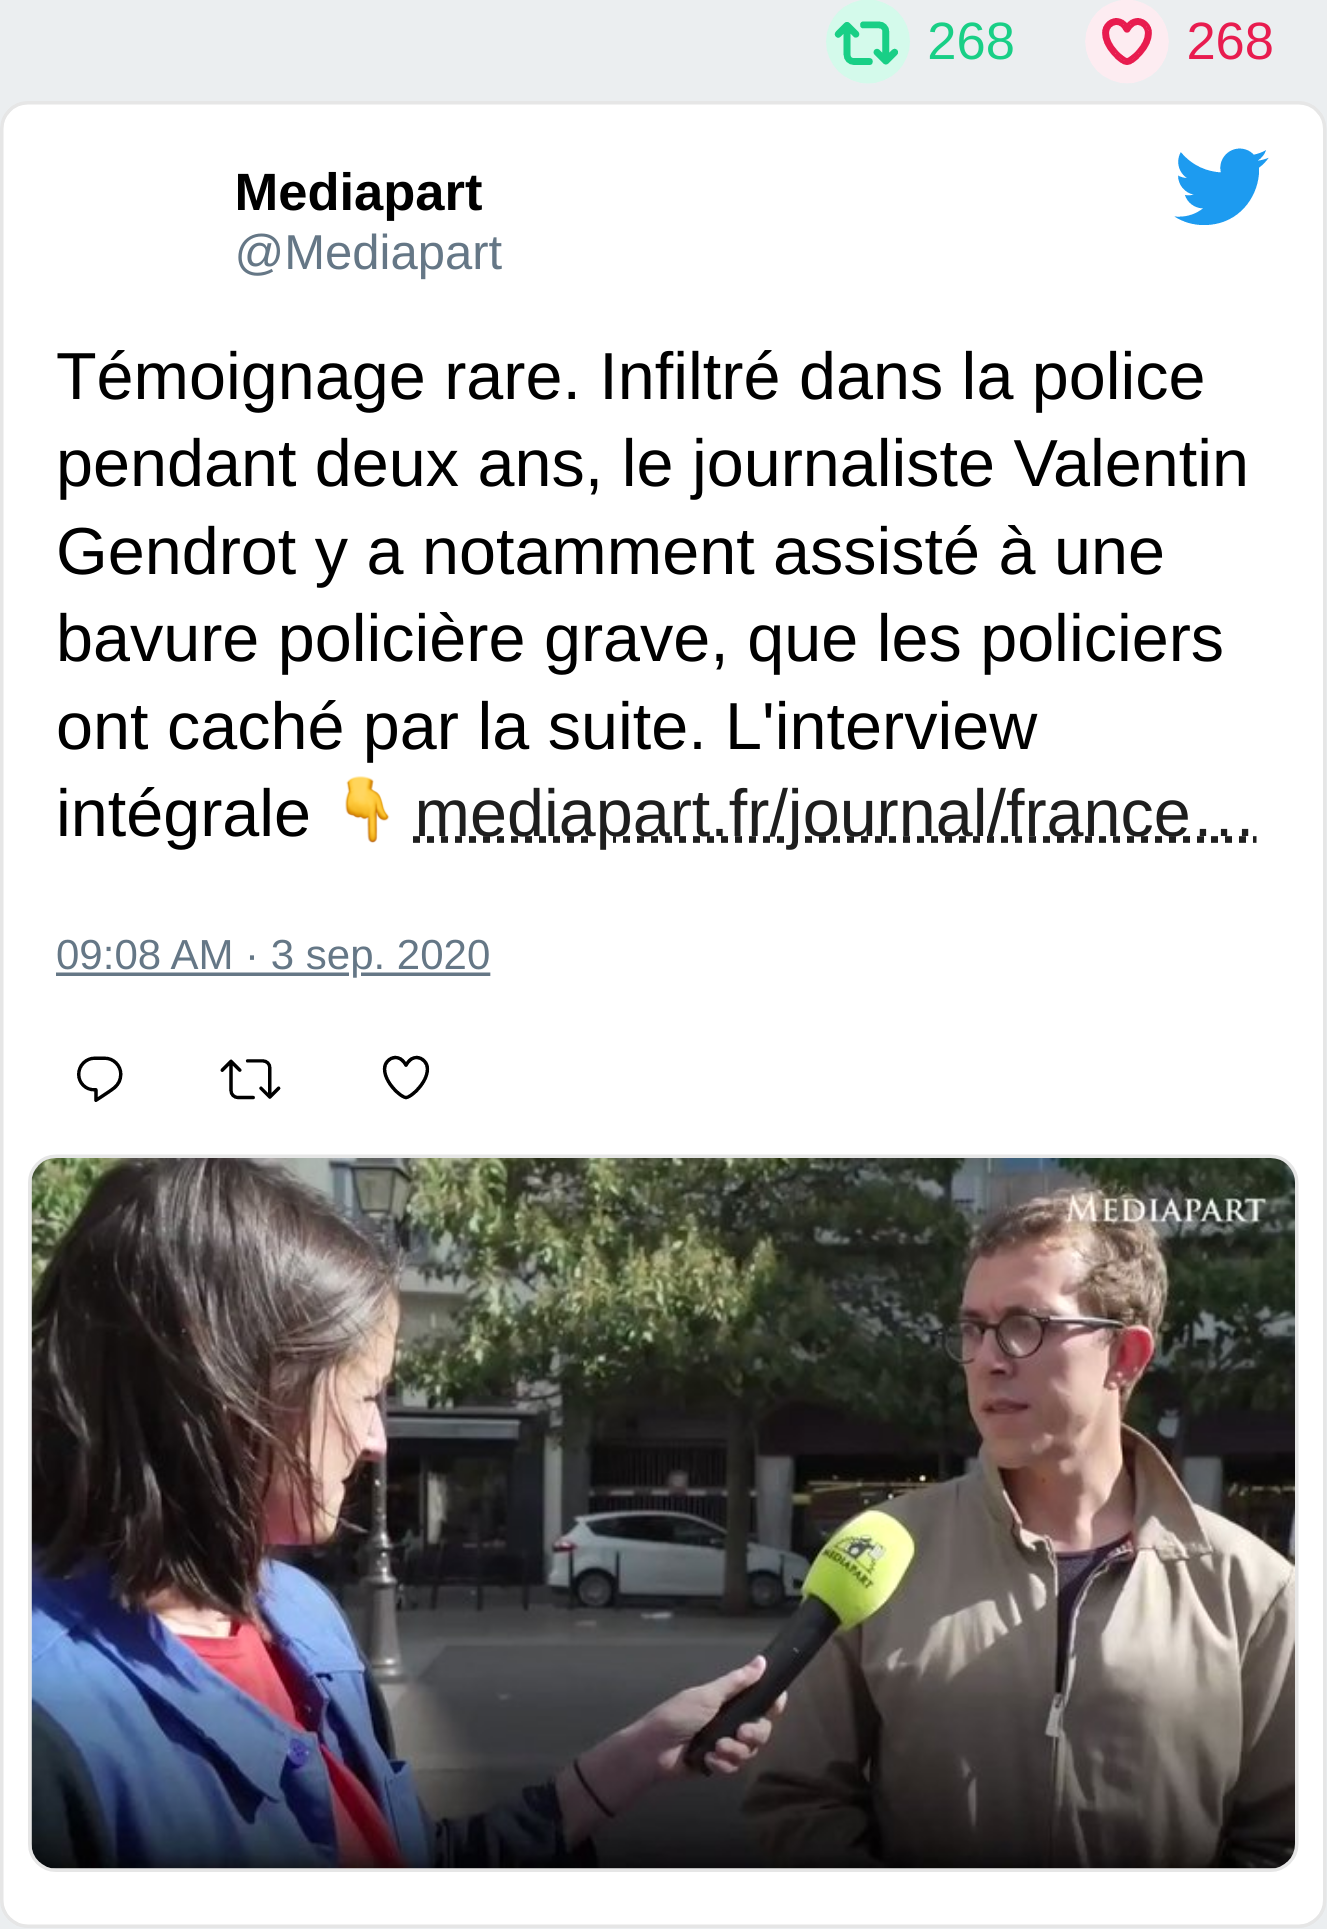 268 268
Mediapart
@Mediapart
Témoignage rare. Infiltré dans la police
pendant deux ans, le journaliste Valentin
Gendrot y a notamment assisté à une
bavure policière grave, que les policiers
ont caché par la suite. L'interview
intégrale 👇 mediapart.fr/journal/france…
09:08 AM · 3 sep. 2020
MEDIAPART
MEDIAPART